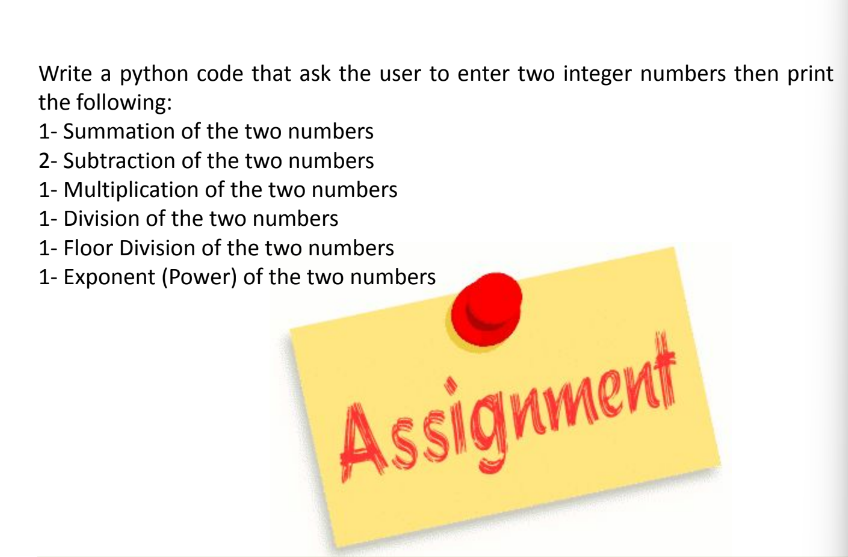 Write a python code that ask the user to enter two integer numbers then print
the following:
1- Summation of the two numbers
2- Subtraction of the two numbers
1- Multiplication of the two numbers
1- Division of the two numbers
1- Floor Division of the two numbers
1- Exponent (Power) of the two numbers
Assignment